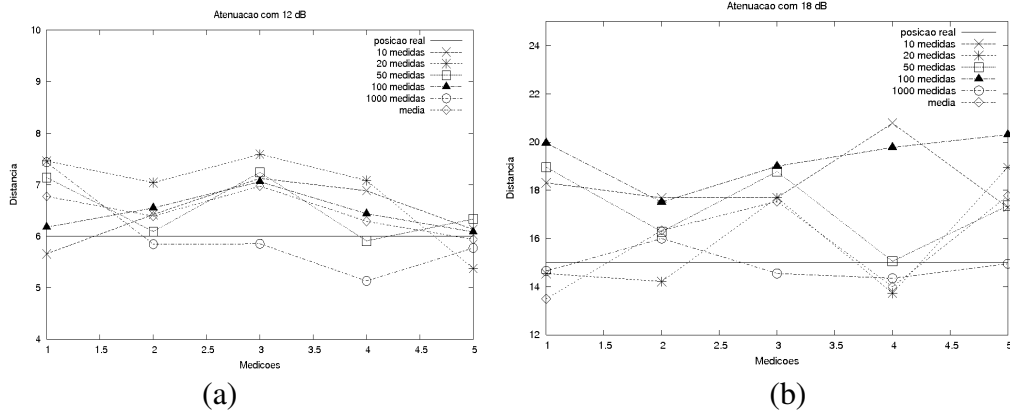 Atenuacao com 12 dB
10
9
8
7
6
5
4
Distancia
posicao real
10 medidas
20 medidas
50 medidas
100 medidas
1000 medidas
media
1 1.5 2 2.5 3 3.5 4 4.5 5
Medicoes
(a)
Atenuacao com 18 dB
24
22
20
18
16
14
12
Distancia
posicao real
10 medidas
20 medidas
50 medidas
100 medidas
1000 medidas
media
1 1.5 2 2.5 3 3.5 4 4.5 5
Medicoes
(b)